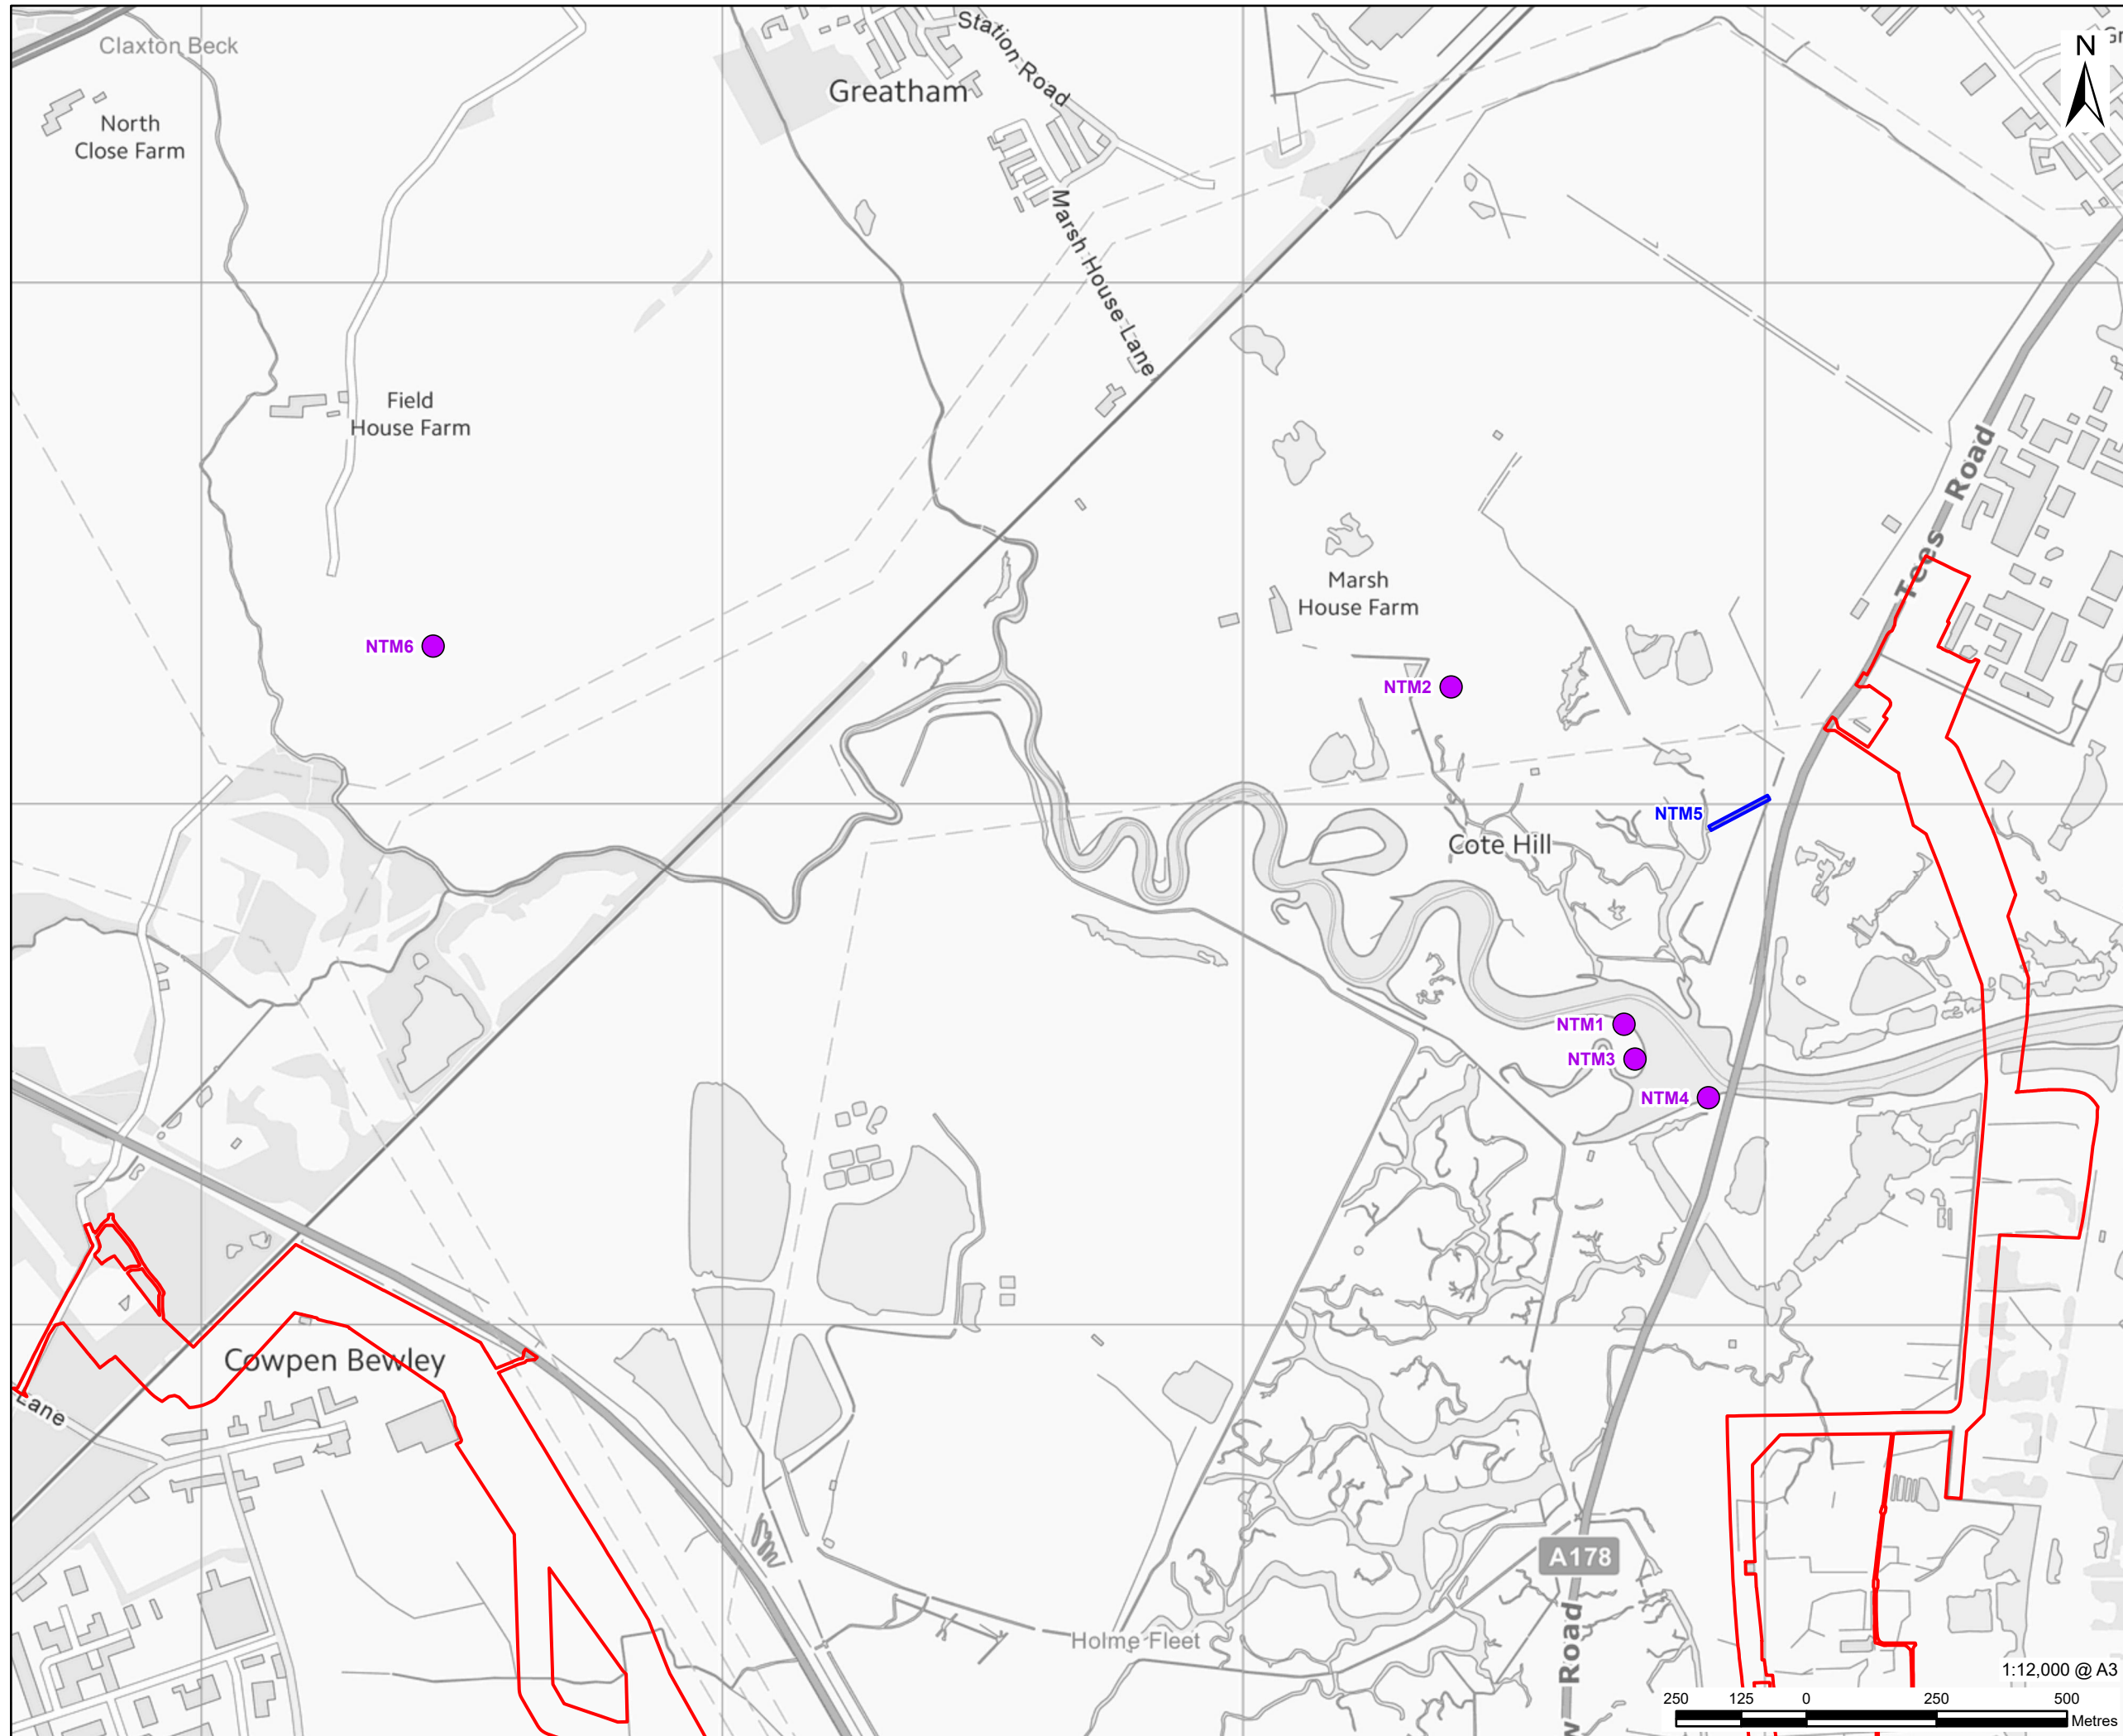 Claxton Beck
North
Close Farm
Greatham
Station Road
N
Marsh House Lane
Field
House Farm
Tees Road
Marsh
House Farm
NTM6
NTM2
NTM5
Cote Hill
NTM1
NTM3
NTM4
Cowpen Bewley
Lane
A178
Holme Fleet
Road
1:12,000 @ A3
250 125 0 250 500
Metres